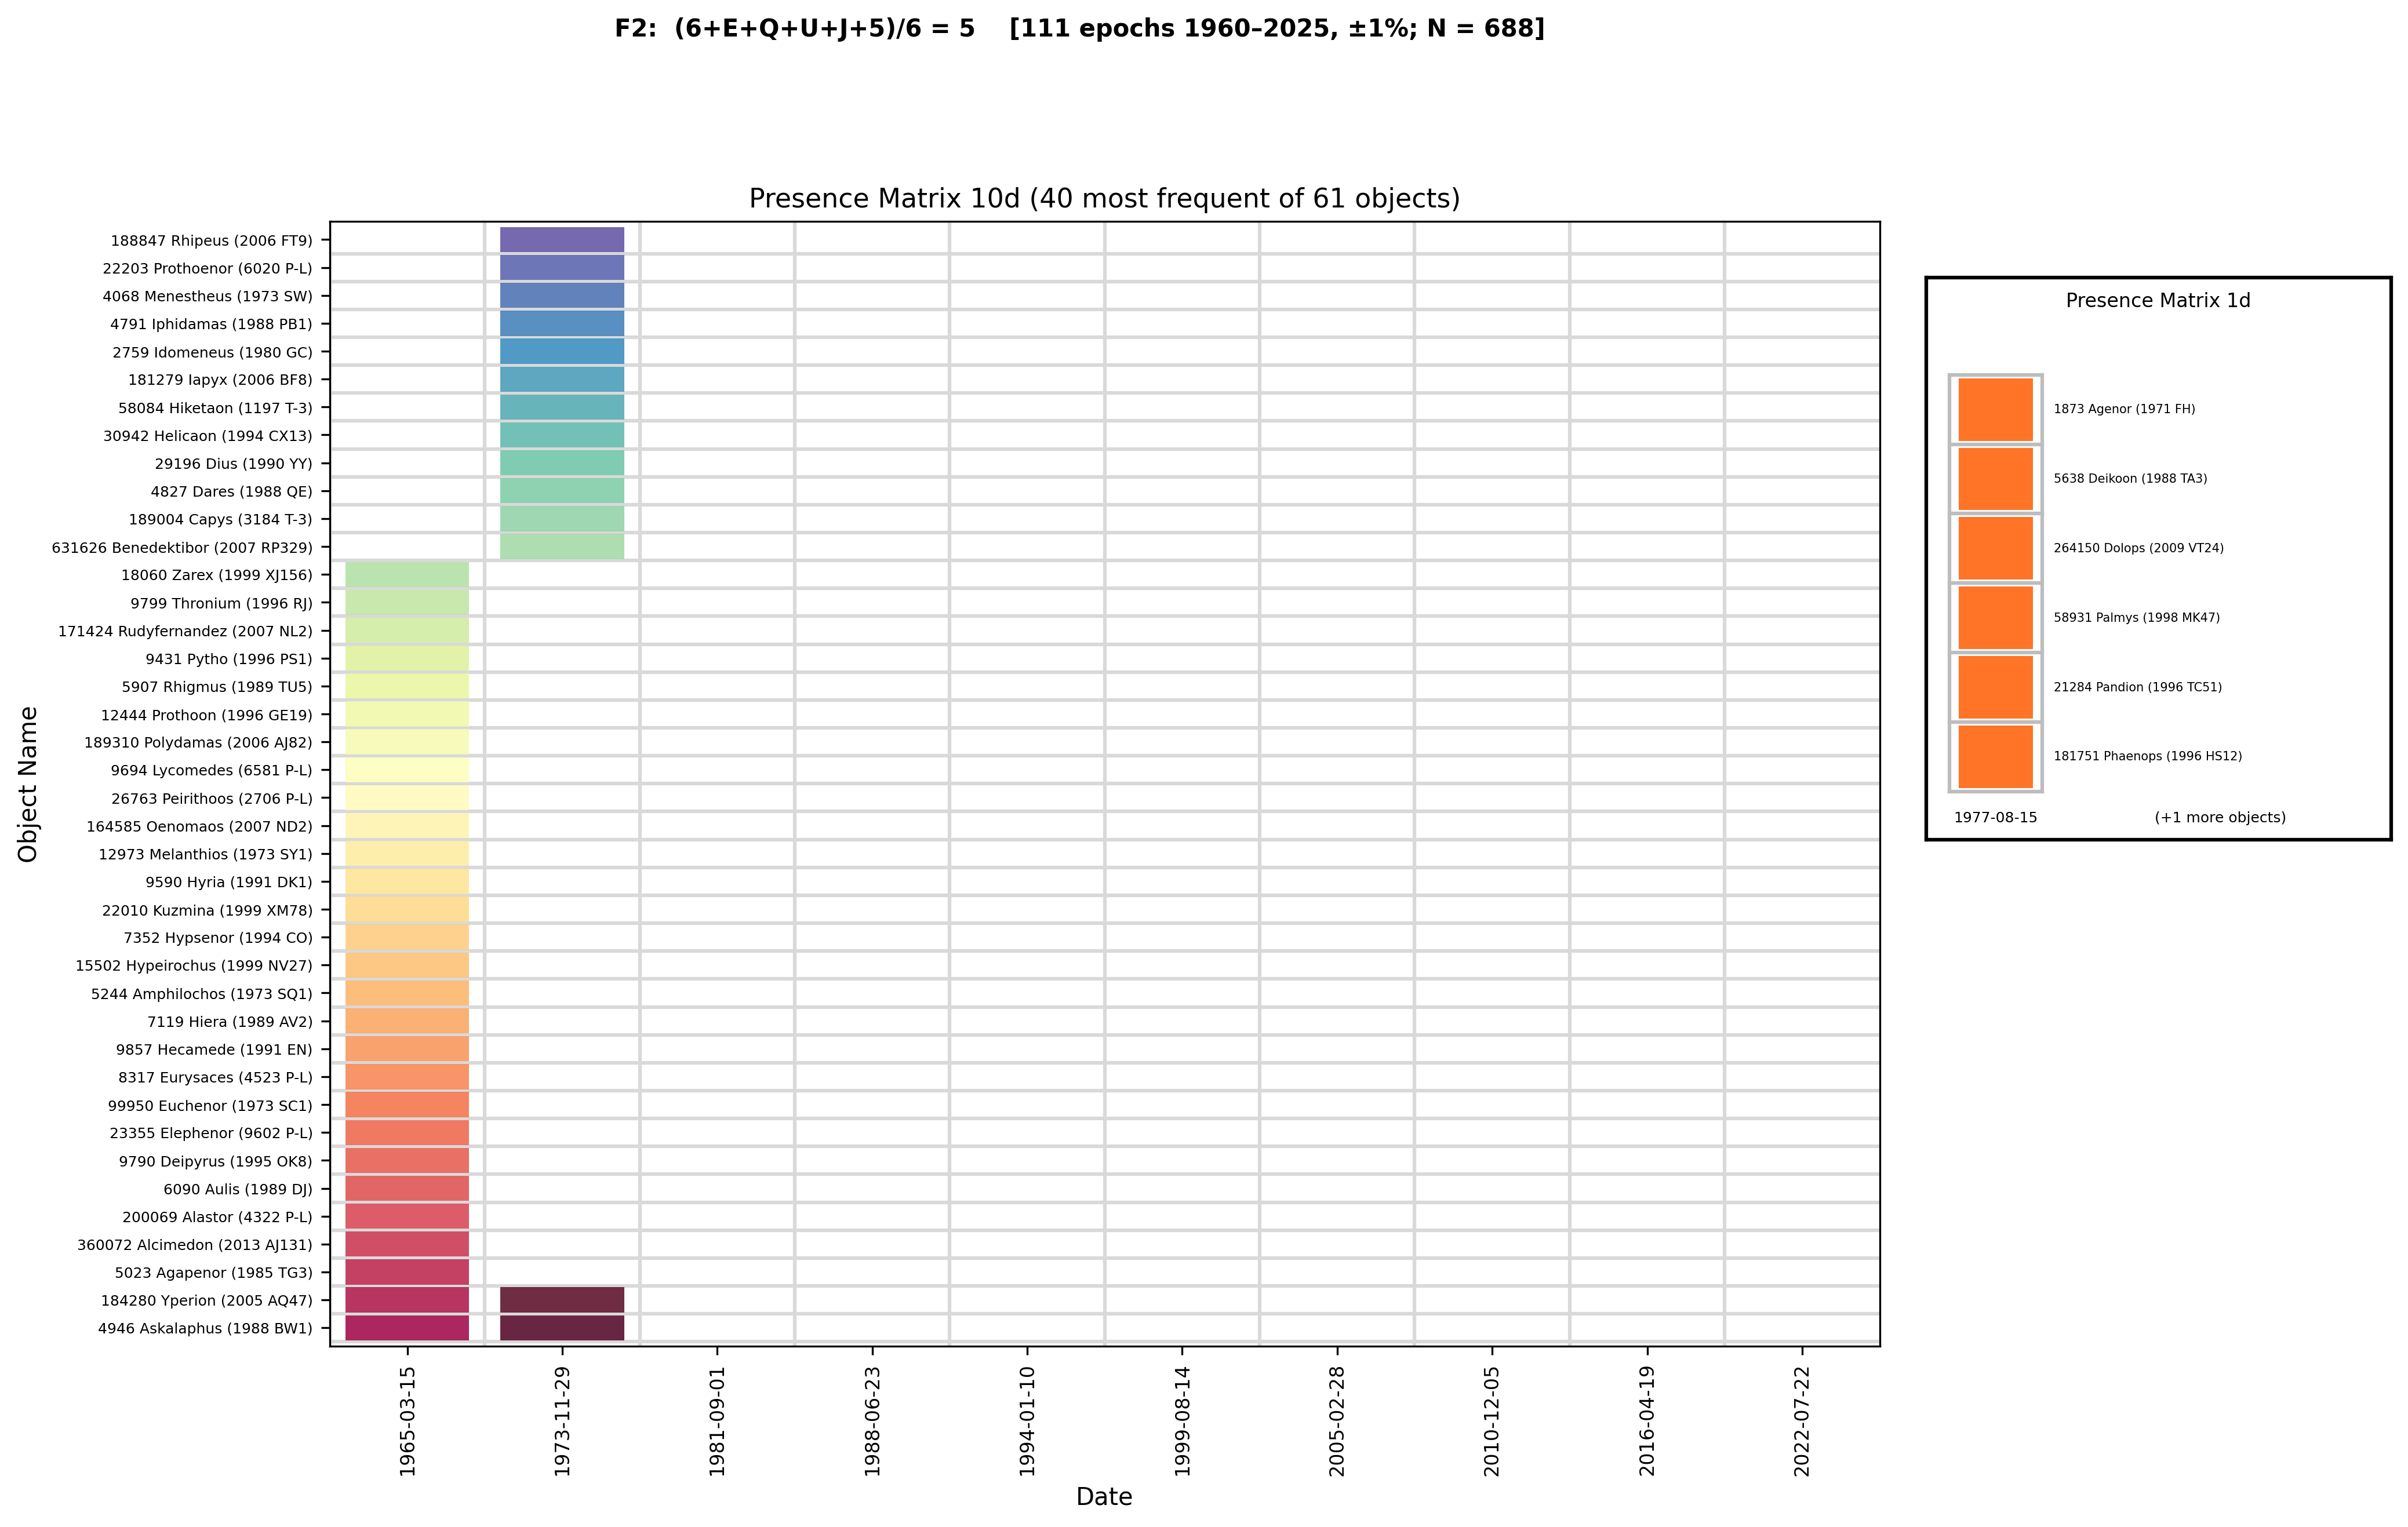 F2:  (6+E+Q+U+J+5)/6 = 5    [111 epochs 1960–2025, ±1%; N = 688]
Presence Matrix 10d (40 most frequent of 61 objects)
Object Name
188847 Rhipeus (2006 FT9)
22203 Prothoenor (6020 P-L)
4068 Menestheus (1973 SW)
4791 Iphidamas (1988 PB1)
2759 Idomeneus (1980 GC)
181279 Iapyx (2006 BF8)
58084 Hiketaon (1197 T-3)
30942 Helicaon (1994 CX13)
29196 Dius (1990 YY)
4827 Dares (1988 QE)
189004 Capys (3184 T-3)
631626 Benedektibor (2007 RP329)
18060 Zarex (1999 XJ156)
9799 Thronium (1996 RJ)
171424 Rudyfernandez (2007 NL2)
9431 Pytho (1996 PS1)
5907 Rhigmus (1989 TU5)
12444 Prothoon (1996 GE19)
189310 Polydamas (2006 AJ82)
9694 Lycomedes (6581 P-L)
26763 Peirithoos (2706 P-L)
164585 Oenomaos (2007 ND2)
12973 Melanthios (1973 SY1)
9590 Hyria (1991 DK1)
22010 Kuzmina (1999 XM78)
7352 Hypsenor (1994 CO)
15502 Hypeirochus (1999 NV27)
5244 Amphilochos (1973 SQ1)
7119 Hiera (1989 AV2)
9857 Hecamede (1991 EN)
8317 Eurysaces (4523 P-L)
99950 Euchenor (1973 SC1)
23355 Elephenor (9602 P-L)
9790 Deipyrus (1995 OK8)
6090 Aulis (1989 DJ)
200069 Alastor (4322 P-L)
360072 Alcimedon (2013 AJ131)
5023 Agapenor (1985 TG3)
184280 Yperion (2005 AQ47)
4946 Askalaphus (1988 BW1)
1965-03-15
1973-11-29
1981-09-01
1988-06-23
1994-01-10
1999-08-14
2005-02-28
2010-12-05
2016-04-19
2022-07-22
Date
Presence Matrix 1d
1873 Agenor (1971 FH)
5638 Deikoon (1988 TA3)
264150 Dolops (2009 VT24)
58931 Palmys (1998 MK47)
21284 Pandion (1996 TC51)
181751 Phaenops (1996 HS12)
1977-08-15
(+1 more objects)